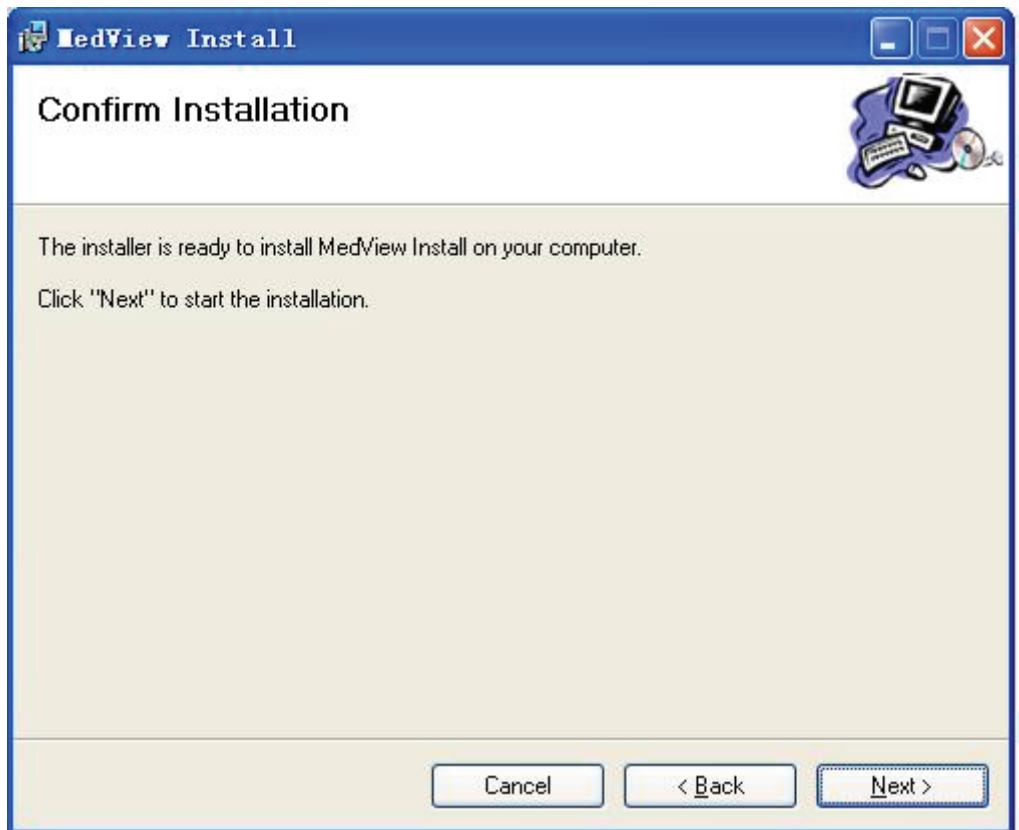 MedView Install
Confirm Installation
The installer is ready to install MedView Install on your computer.
Click "Next" to start the installation.
Cancel
< Back
Next >